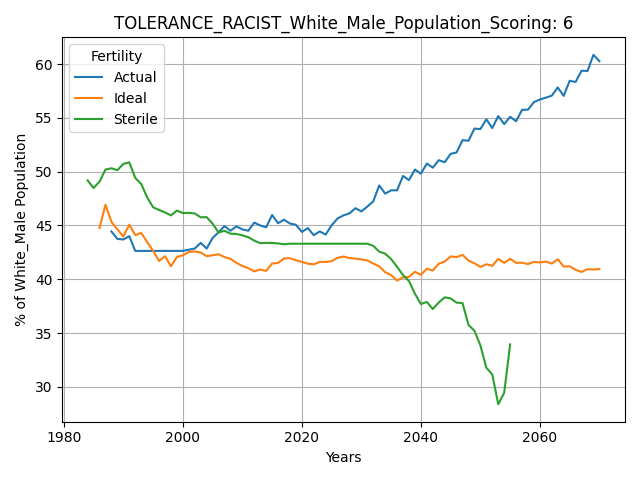 TOLERANCE_RACIST_White_Male_Population_Scoring: 6
Fertility
Actual
Ideal
Sterile
% of White_Male Population
60
55
50
45
40
35
30
1980
2000
2020
2040
2060
Years